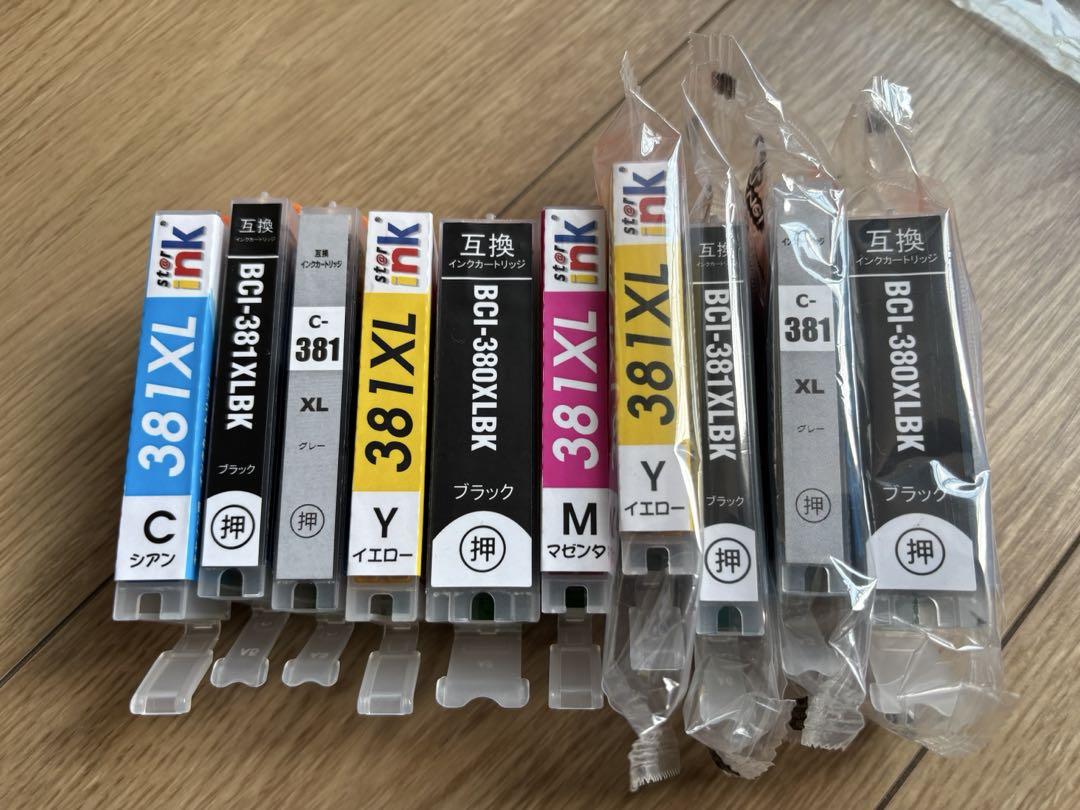 star
ink
381XL
C
シアン
互換
インクカートリッジ
BCI-381XLBK
ブラック
押
互換
インクカートリッジ
C-
381
XL
グレー
押
star
ink
381XL
Y
イエロー
互換
インクカートリッジ
BCI-380XLBK
ブラック
押
star
ink
381XL
M
マゼンタ
star
ink
381XL
Y
イエロー
互換
BCI-381XLBK
ブラック
押
C-
381
XL
グレー
押
互換
インクカートリッジ
BCI-380XLBK
ブラック
押